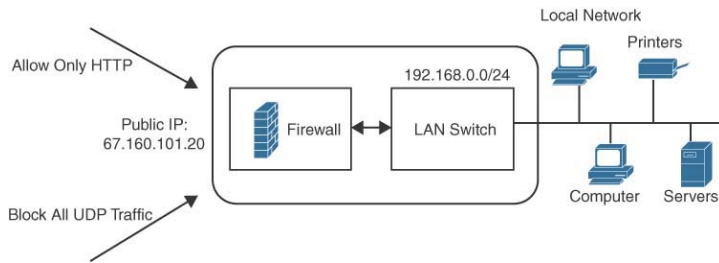 Local Network
Printers
Allow Only HTTP
192.168.0.0/24
Public IP:
67.160.101.20
Firewall
LAN Switch
Computer
Servers
Block All UDP Traffic